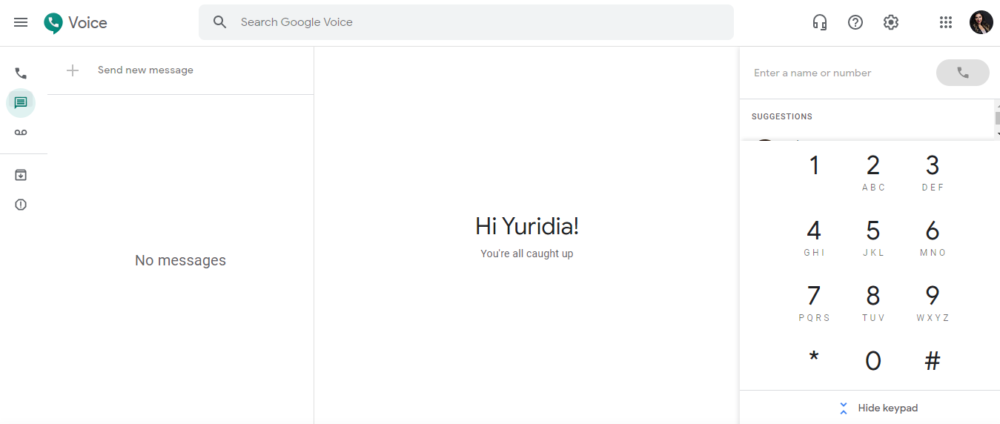 Voice
Search Google Voice
Send new message
No messages
Hi Yuridia!
You're all caught up
Enter a name or number
SUGGESTIONS
1 2 3
ABC DEF
4 5 6
GHI JKL MNO
7 8 9
PQRS TUV WXYZ
* 0 #
Hide keypad